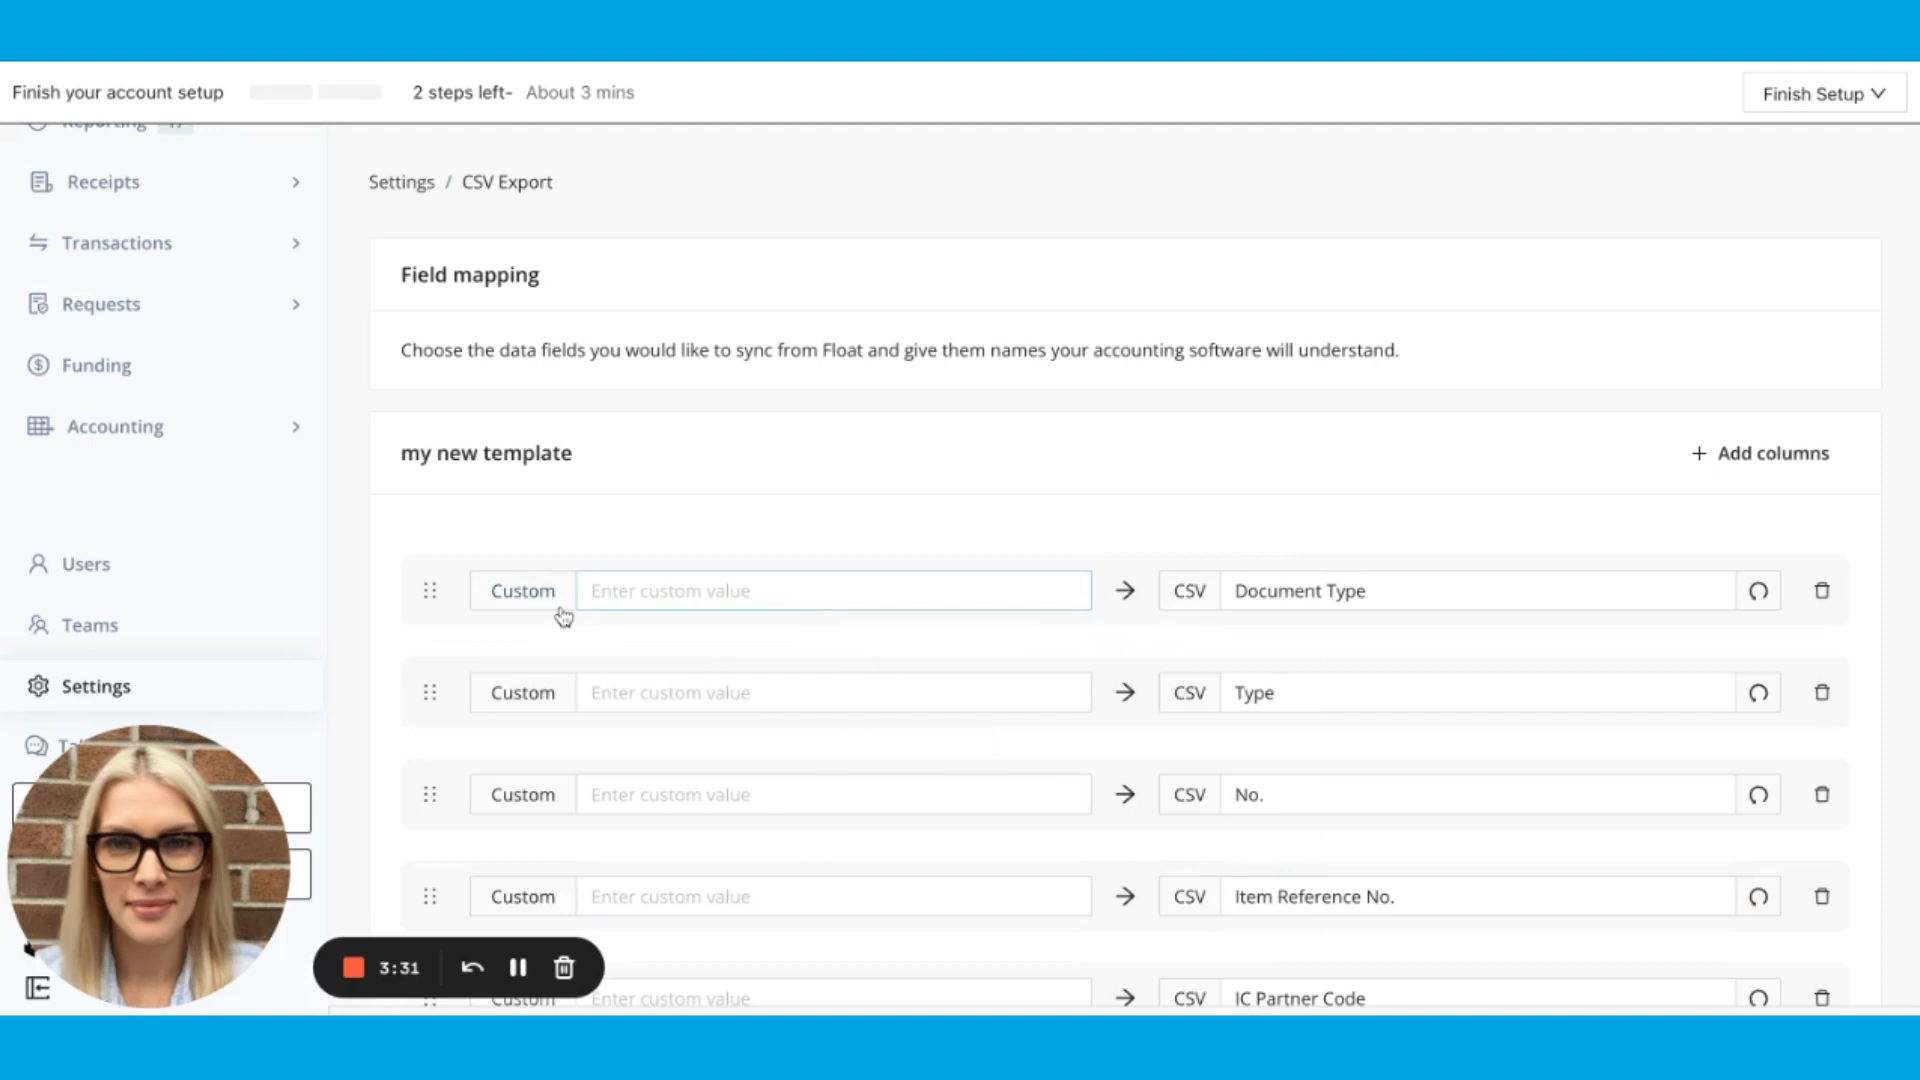 Finish your account setup
2 steps left-
About 3 mins
Finish Setup
Reporting
Receipts
Transactions
Requests
Funding
Accounting
Users
Teams
Settings
Settings / CSV Export
Field mapping
Choose the data fields you would like to sync from Float and give them names your accounting software will understand.
my new template
+ Add columns
Custom
Enter custom value
CSV
Document Type
Custom
Enter custom value
CSV
Type
Custom
Enter custom value
CSV
No.
Custom
Enter custom value
CSV
Item Reference No.
Custom
Enter custom value
CSV
IC Partner Code
3:31